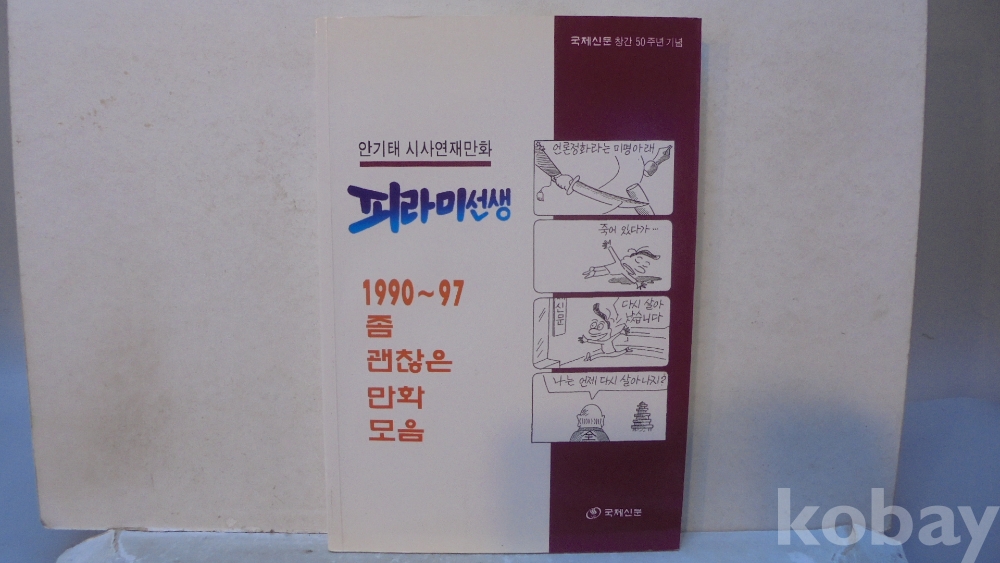 국제신문 창간 50주년기념
안기태 시사연재만화
피라미선생
1990~97
좀
괜찮은
만화
모음
언론정화라는 미명아래
죽어 있다가…
신문
다시 살아
났습니다
나는 언제 다시 살아나지?
全
국제신문
kobay